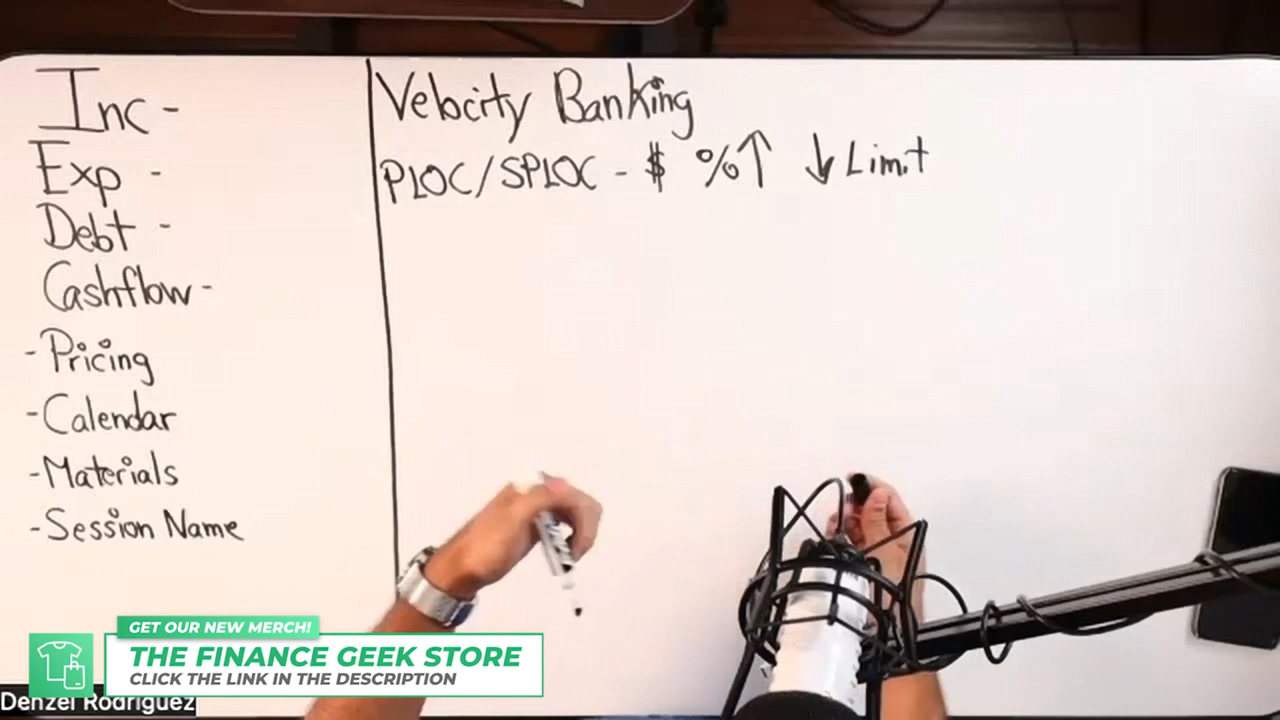 Inc -
Exp -
Debt -
Cashflow -
- Pricing
- Calendar
- Materials
- Session Name
Velocity Banking
PLOC/SPLOC - $ %↑ ↓Limit
GET OUR NEW MERCH!
THE FINANCE GEEK STORE
CLICK THE LINK IN THE DESCRIPTION
Denzel Rodriguez